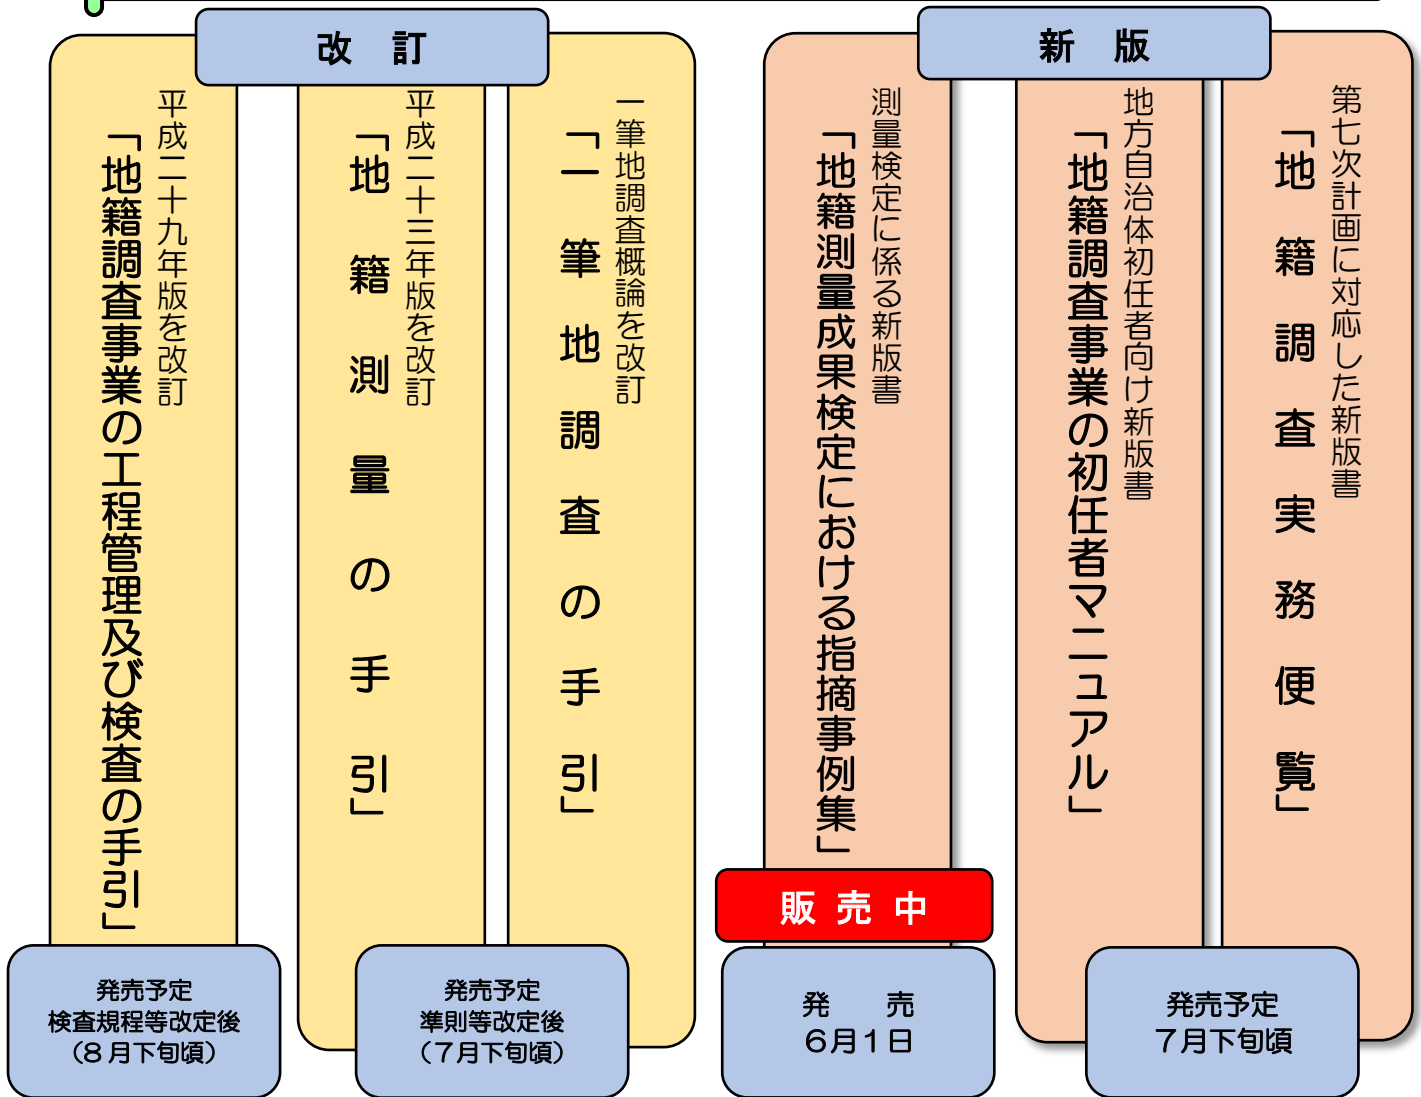 新　版
第七次計画に対応した新版書
「地籍調査実務便覧」
地方自治体初任者向け新版書
「地籍調査事業の初任者マニュアル」
発売予定
７月下旬頃
測量検定に係る新版書
「地籍測量成果検定における指摘事例集」
販売中
発　売
６月１日
改　訂
一筆地調査概論を改訂
「一筆地調査の手引」
平成二十三年版を改訂
「地籍測量の手引」
発売予定
準則等改定後
（７月下旬頃）
平成二十九年版を改訂
「地籍調査事業の工程管理及び検査の手引」
発売予定
検査規程等改定後
（８月下旬頃）